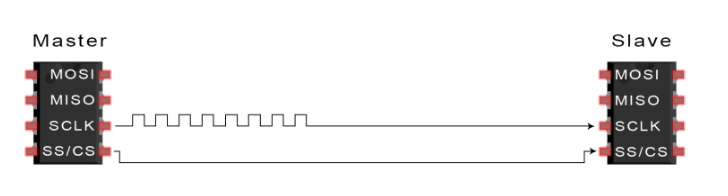 Master
Slave
MOSI
MISO
SCLK
SS/CS
MOSI
MISO
SCLK
SS/CS